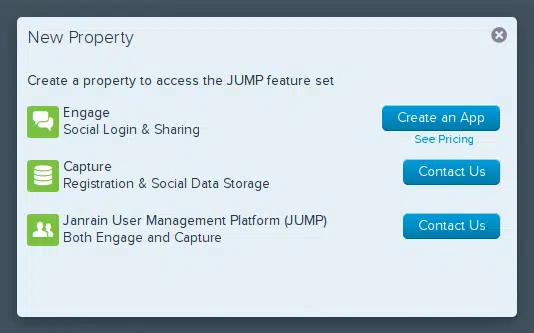 New Property
Create a property to access the JUMP feature set
Engage
Social Login & Sharing
Create an App
See Pricing
Capture
Registration & Social Data Storage
Contact Us
Janrain User Management Platform (JUMP)
Both Engage and Capture
Contact Us